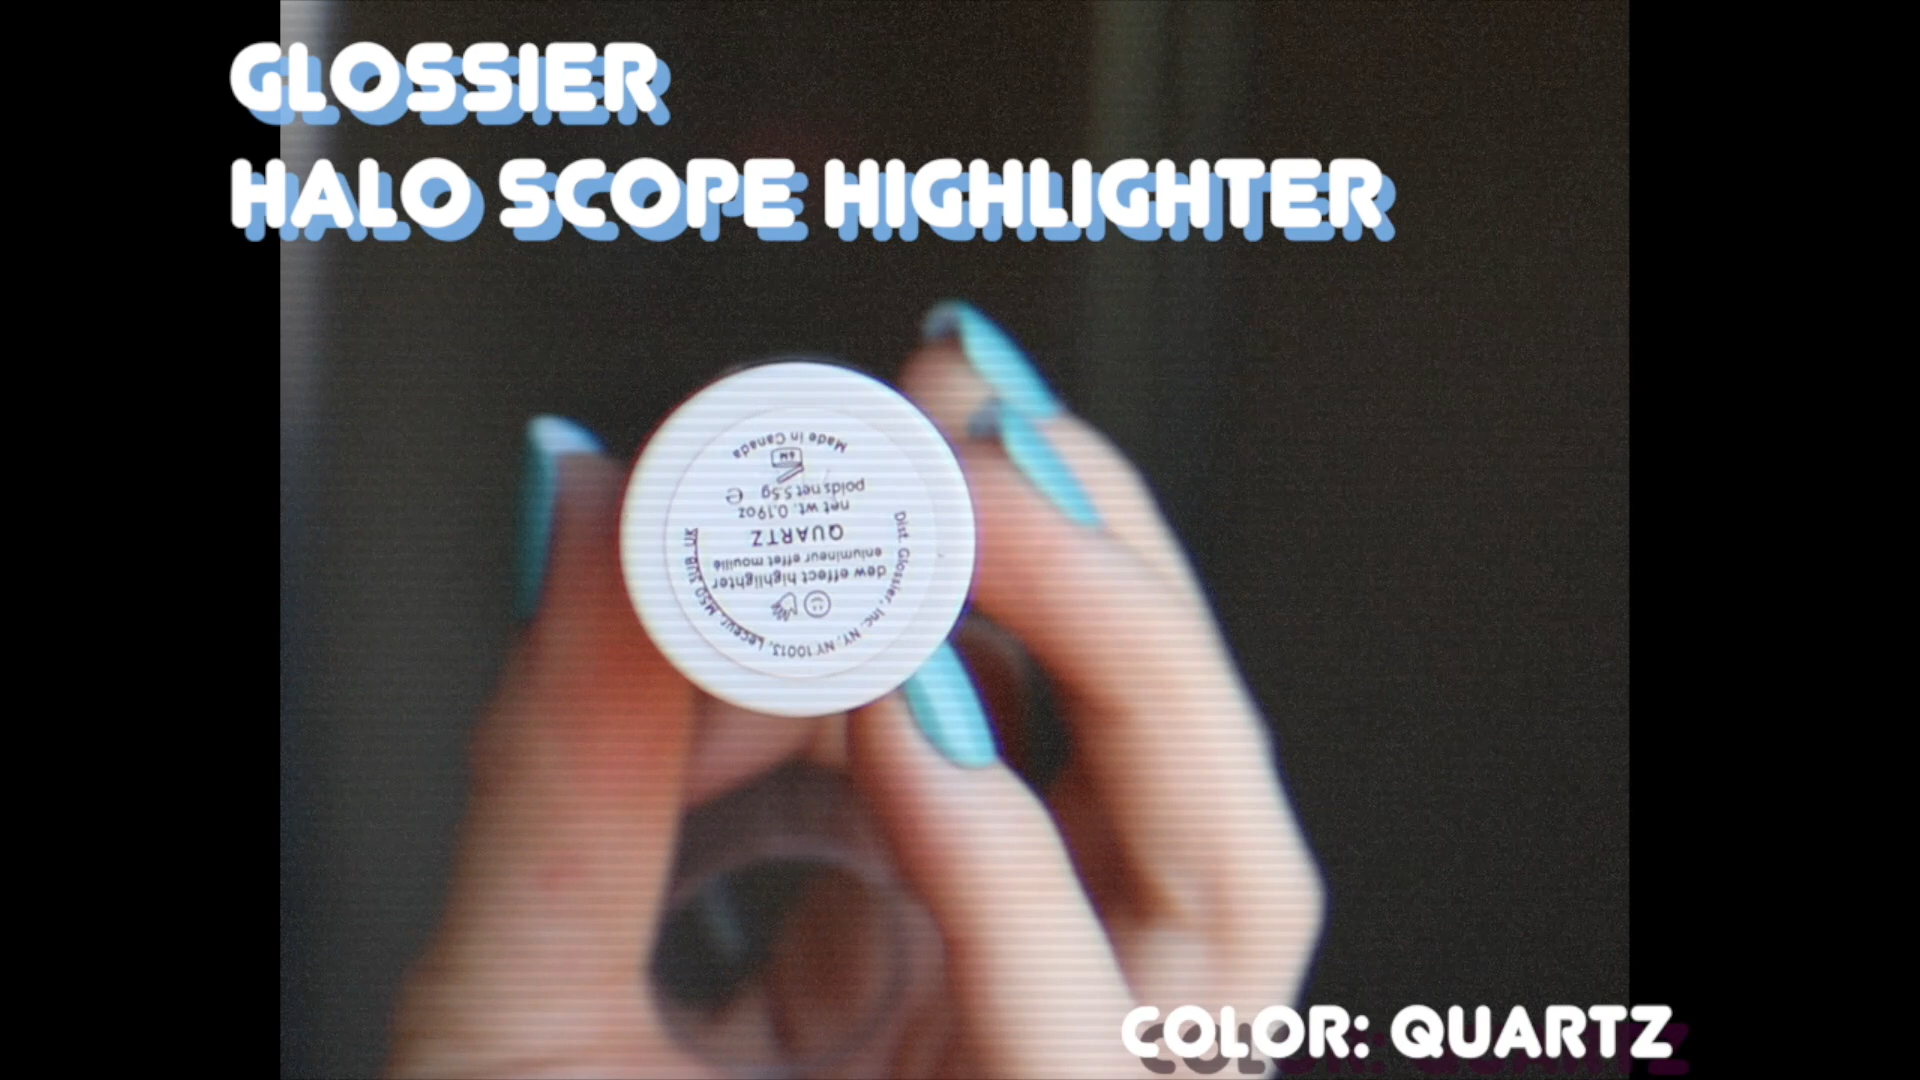 GLOSSIER
HALO SCOPE HIGHLIGHTER
dew effect highlighter
enlumineur effet mouillé
QUARTZ
net wt. 0.19oz
poids net 5.5g e
6M
Made in Canada
Dist. Glossier, Inc. NY, NY 10013.
COLOR: QUARTZ